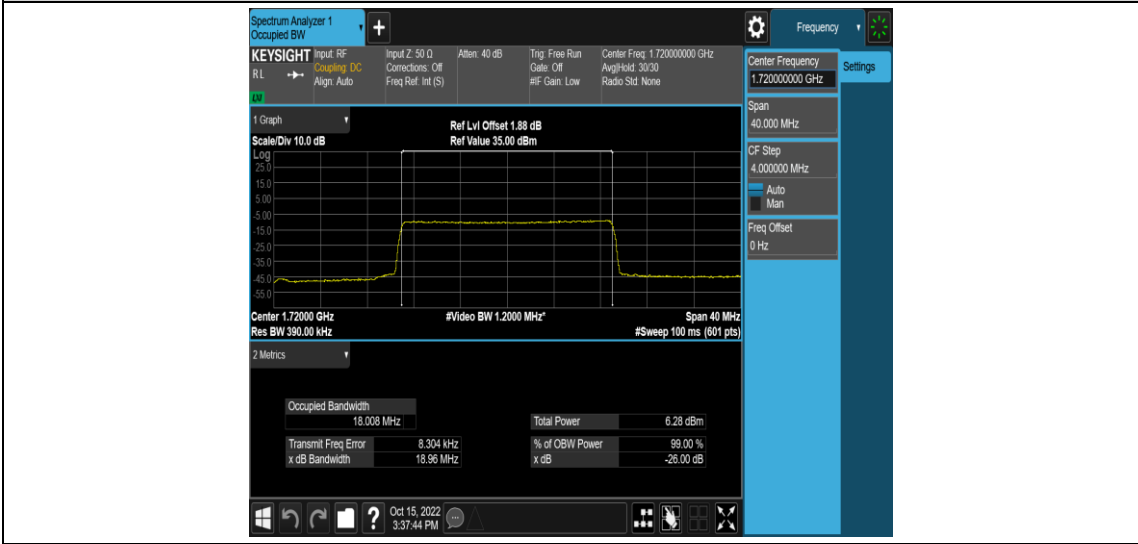 Spectrum Analyzer 1
Occupied BW
+
Frequency
KEYSIGHT
RL
LXI
Input: RF
Coupling: DC
Align: Auto
Input Z: 50 Ω
Corrections: Off
Freq Ref: Int (S)
Atten: 40 dB
Trig: Free Run
Gate: Off
#IF Gain: Low
Center Freq: 1.720000000 GHz
Avg|Hold: 30/30
Radio Std: None
Center Frequency
1.720000000 GHz
Settings
Span
40.000 MHz
CF Step
4.000000 MHz
Auto
Man
Freq Offset
0 Hz
1 Graph
Scale/Div 10.0 dB
Ref Lvl Offset 1.88 dB
Ref Value 35.00 dBm
Log
25.0
15.0
5.00
-5.00
-15.0
-25.0
-35.0
-45.0
-55.0
Center 1.72000 GHz
#Video BW 1.2000 MHz*
Span 40 MHz
Res BW 390.00 kHz
#Sweep 100 ms (601 pts)
2 Metrics
Occupied Bandwidth
18.008 MHz
Total Power 6.28 dBm
Transmit Freq Error 8.304 kHz
% of OBW Power 99.00 %
x dB Bandwidth 18.96 MHz
x dB -26.00 dB
?
Oct 15, 2022
3:37:44 PM